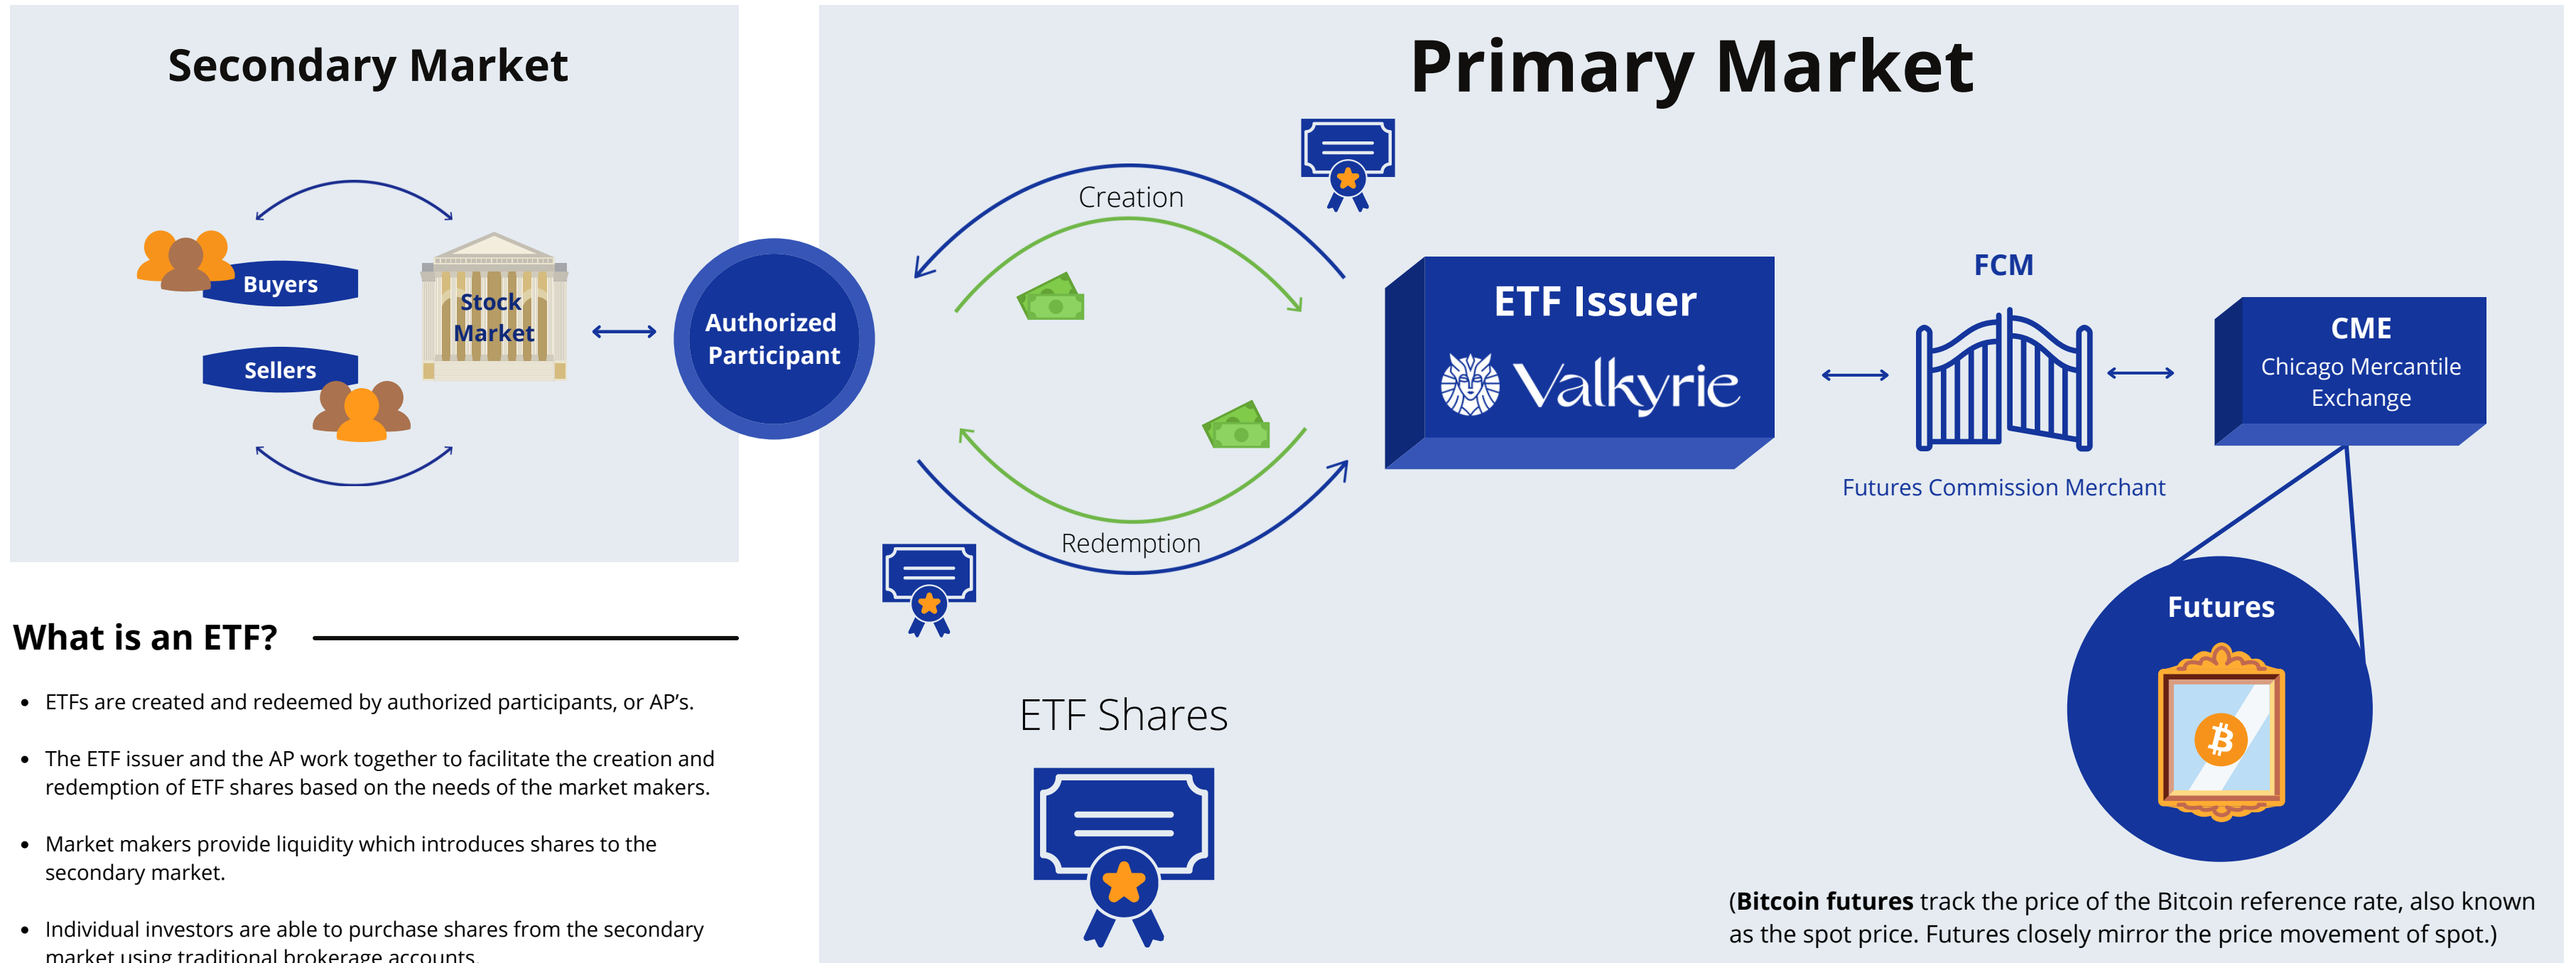 Secondary Market
Buyers
Sellers
Stock
Market
Authorized
Participant
What is an ETF?
• ETFs are created and redeemed by authorized participants, or AP’s.
• The ETF issuer and the AP work together to facilitate the creation and
redemption of ETF shares based on the needs of the market makers.
• Market makers provide liquidity which introduces shares to the
secondary market.
• Individual investors are able to purchase shares from the secondary
market using traditional brokerage accounts.
Primary Market
Creation
Redemption
ETF Shares
ETF Issuer
Valkyrie
FCM
Futures Commission Merchant
CME
Chicago Mercantile
Exchange
Futures
(Bitcoin futures track the price of the Bitcoin reference rate, also known
as the spot price. Futures closely mirror the price movement of spot.)